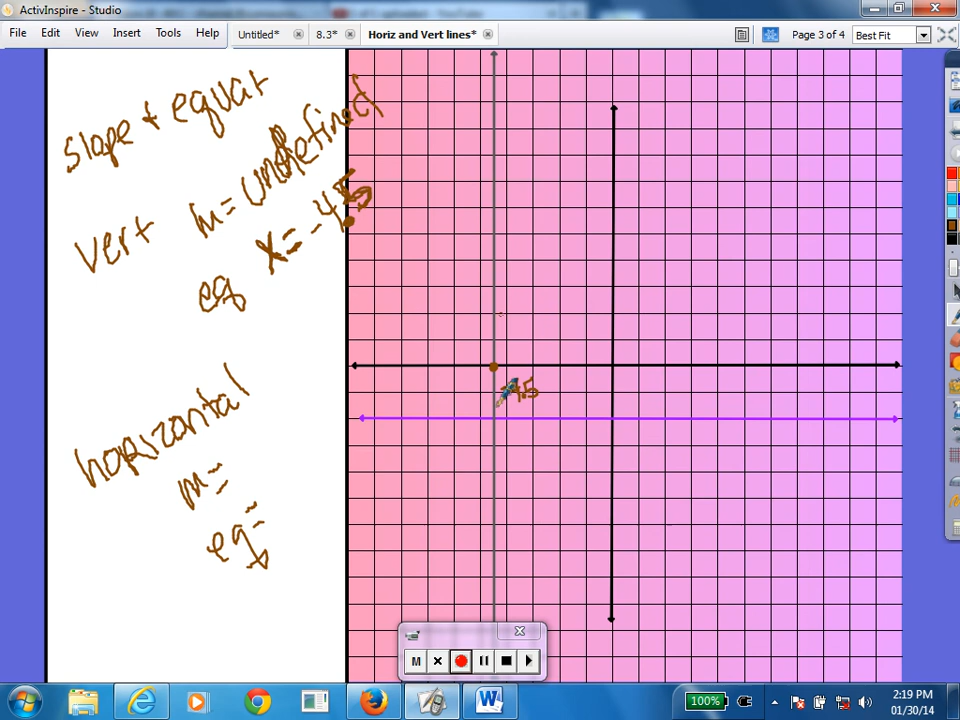 ActivInspire - Studio
File Edit View Insert Tools Help
Untitled* 8.3* Horiz and Vert lines* Page 3 of 4 Best Fit
slope + equat
vert m= undefined
eq x= -4.5
horizontal
m=
eq=
4.5
M
100%
2:19 PM
01/30/14